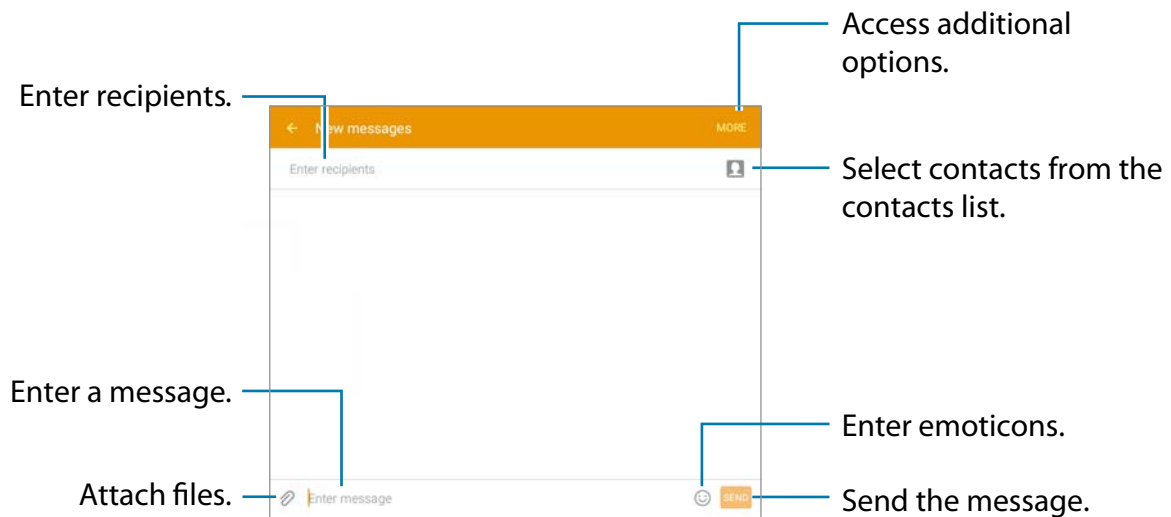 Access additional
options.
Enter recipients.
New messages
MORE
Enter recipients
Select contacts from the
contacts list.
Enter a message.
Enter emoticons.
Attach files.
Enter message
SEND
Send the message.